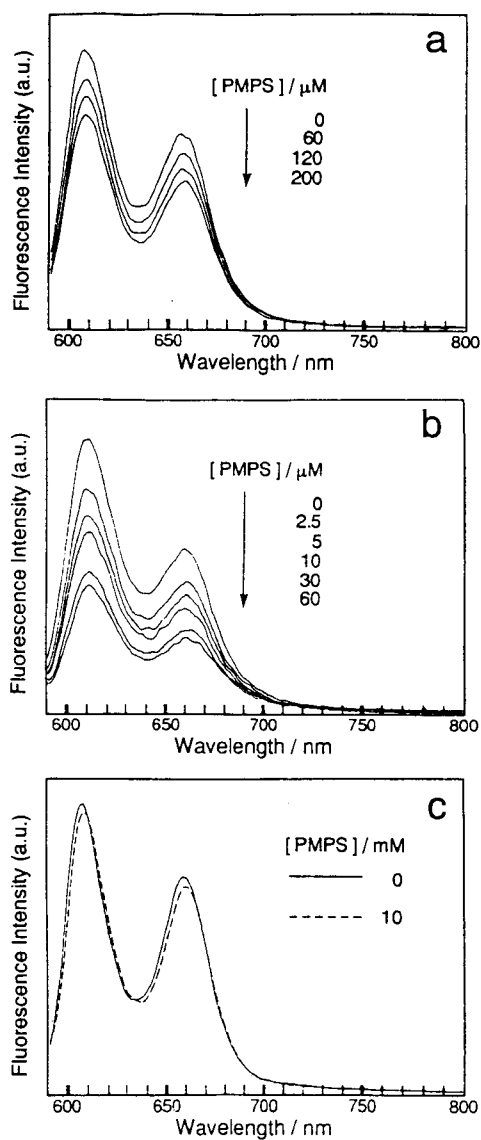 a
Fluorescence Intensity (a.u.)
[ PMPS ] / μM
0
60
120
200
600 650 700 750 800
Wavelength / nm
b
Fluorescence Intensity (a.u.)
[ PMPS ] / μM
0
2.5
5
10
30
60
600 650 700 750 800
Wavelength / nm
c
Fluorescence Intensity (a.u.)
[ PMPS ] / mM
0
10
600 650 700 750 800
Wavelength / nm